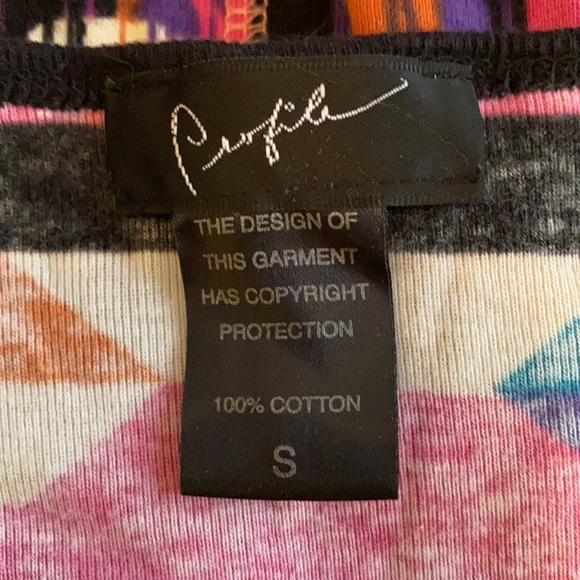 Profile
THE DESIGN OF
THIS GARMENT
HAS COPYRIGHT
PROTECTION
100% COTTON
S